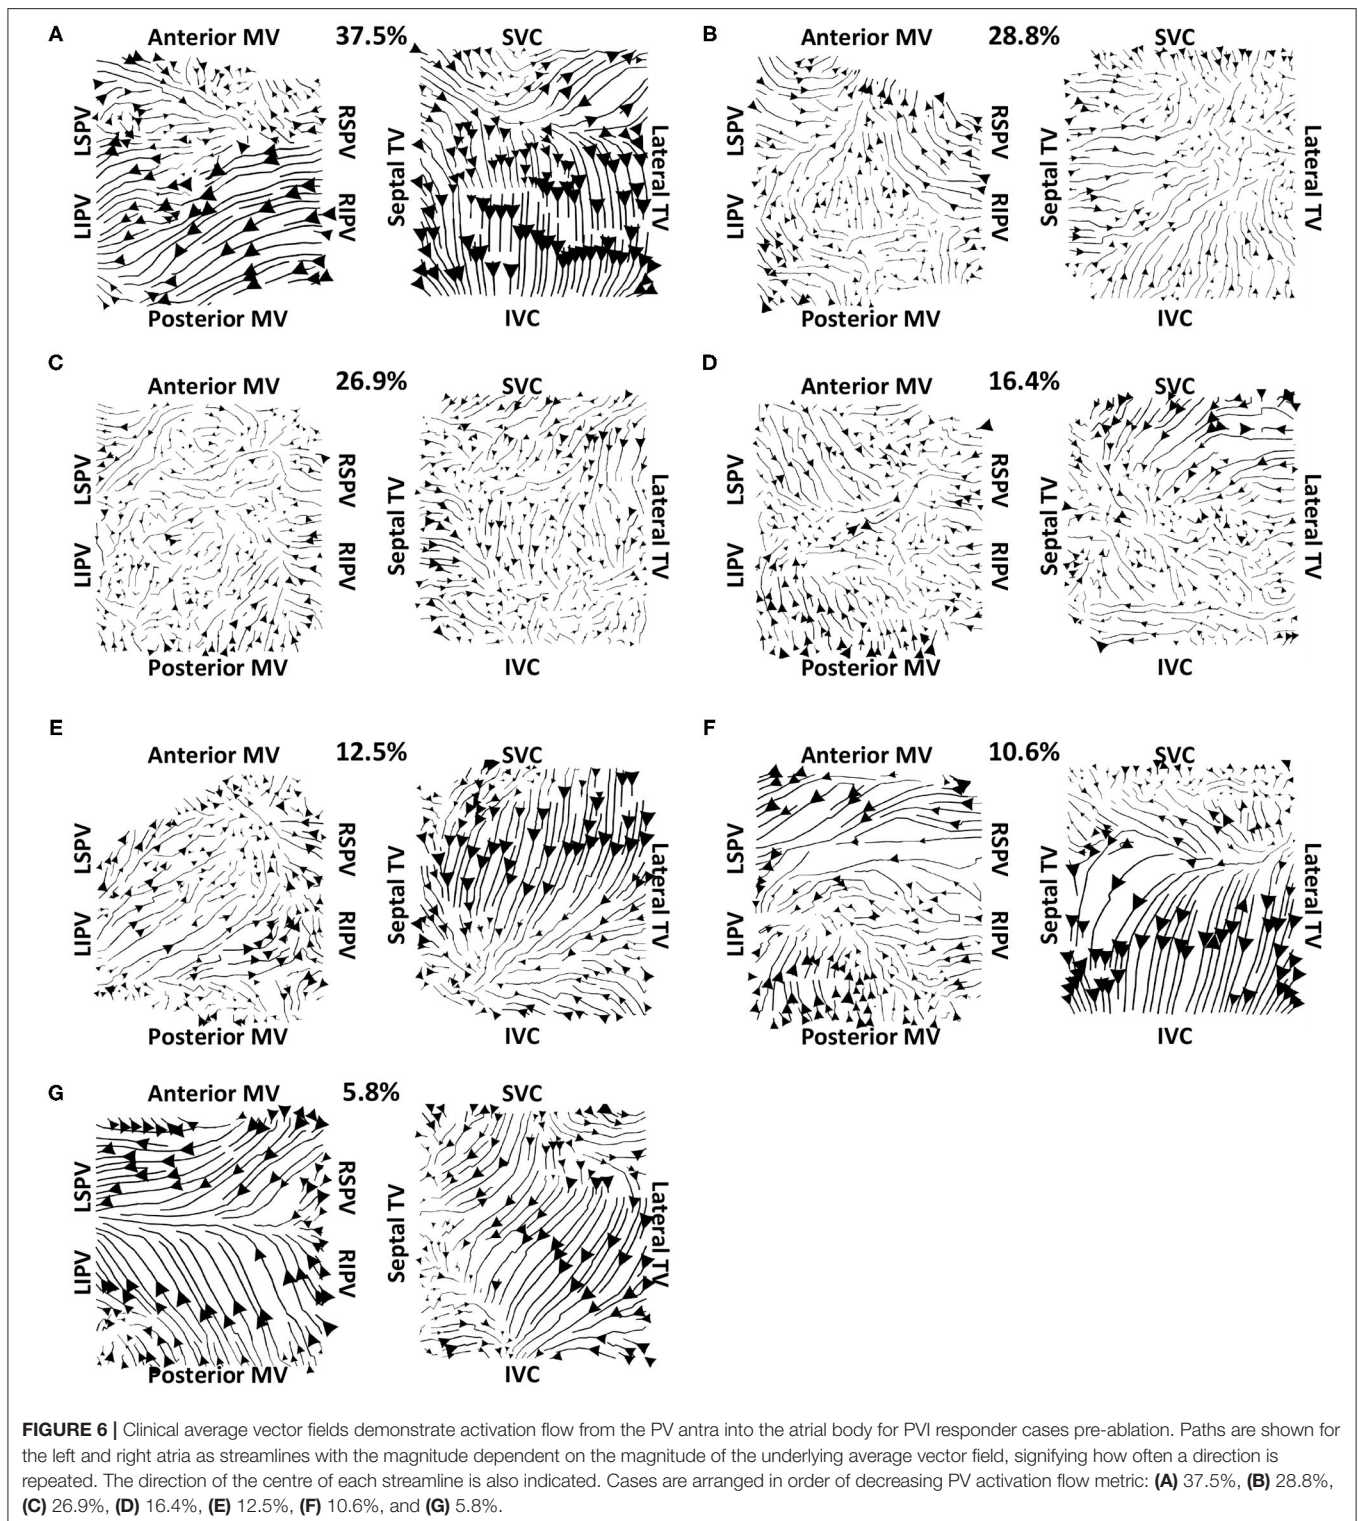 A
Anterior MV
37.5%
SVC
LSPV
LIPV
RSPV
RIPV
Septal TV
Lateral TV
Posterior MV
IVC
B
Anterior MV
28.8%
SVC
LSPV
LIPV
RSPV
RIPV
Septal TV
Lateral TV
Posterior MV
IVC
C
Anterior MV
26.9%
SVC
LSPV
LIPV
RSPV
RIPV
Septal TV
Lateral TV
Posterior MV
IVC
D
Anterior MV
16.4%
SVC
LSPV
LIPV
RSPV
RIPV
Septal TV
Lateral TV
Posterior MV
IVC
E
Anterior MV
12.5%
SVC
LSPV
LIPV
RSPV
RIPV
Septal TV
Lateral TV
Posterior MV
IVC
F
Anterior MV
10.6%
SVC
LSPV
LIPV
RSPV
RIPV
Septal TV
Lateral TV
Posterior MV
IVC
G
Anterior MV
5.8%
SVC
LSPV
LIPV
RSPV
RIPV
Septal TV
Lateral TV
Posterior MV
IVC
FIGURE 6 | Clinical average vector fields demonstrate activation flow from the PV antra into the atrial body for PVI responder cases pre-ablation. Paths are shown for
the left and right atria as streamlines with the magnitude dependent on the magnitude of the underlying average vector field, signifying how often a direction is
repeated. The direction of the centre of each streamline is also indicated. Cases are arranged in order of decreasing PV activation flow metric: (A) 37.5%, (B) 28.8%,
(C) 26.9%, (D) 16.4%, (E) 12.5%, (F) 10.6%, and (G) 5.8%.